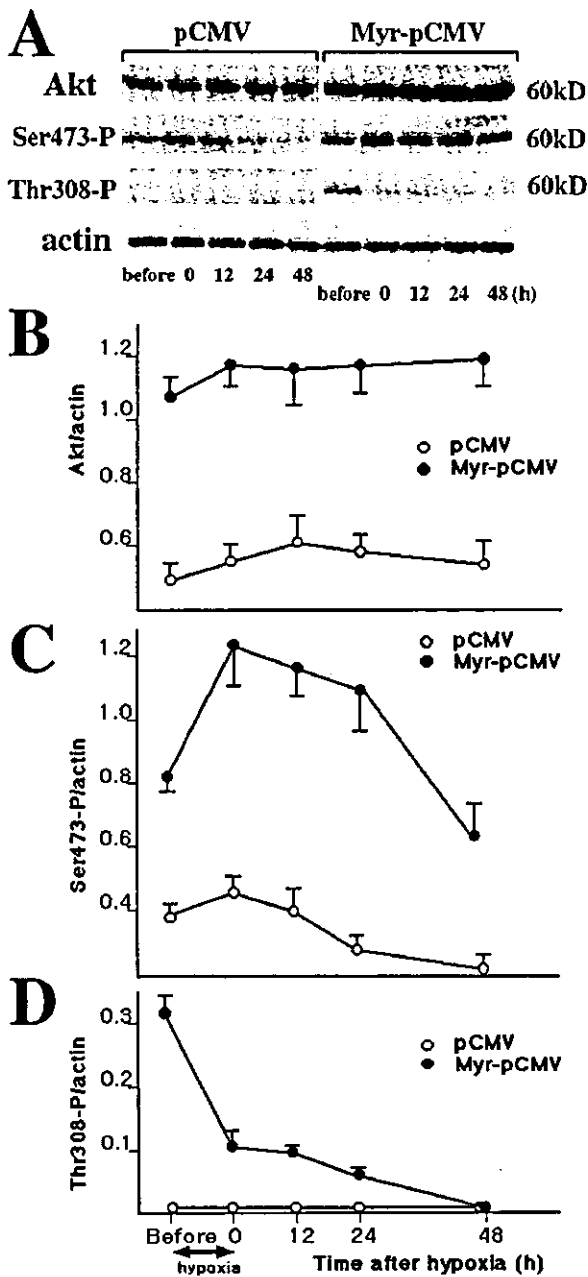 A
pCMV Myr-pCMV
Akt 60kD
Ser473-P 60kD
Thr308-P 60kD
actin
before 0 12 24 48 before 0 12 24 48 (h)
B
Akt/actin
1.2
1.0
0.8
0.6
pCMV
Myr-pCMV
C
Ser473-P/actin
1.2
1.0
0.8
0.4
pCMV
Myr-pCMV
D
Thr308-P/actin
0.3
0.2
0.1
pCMV
Myr-pCMV
Before 0 12 24 48
hypoxia
Time after hypoxia (h)